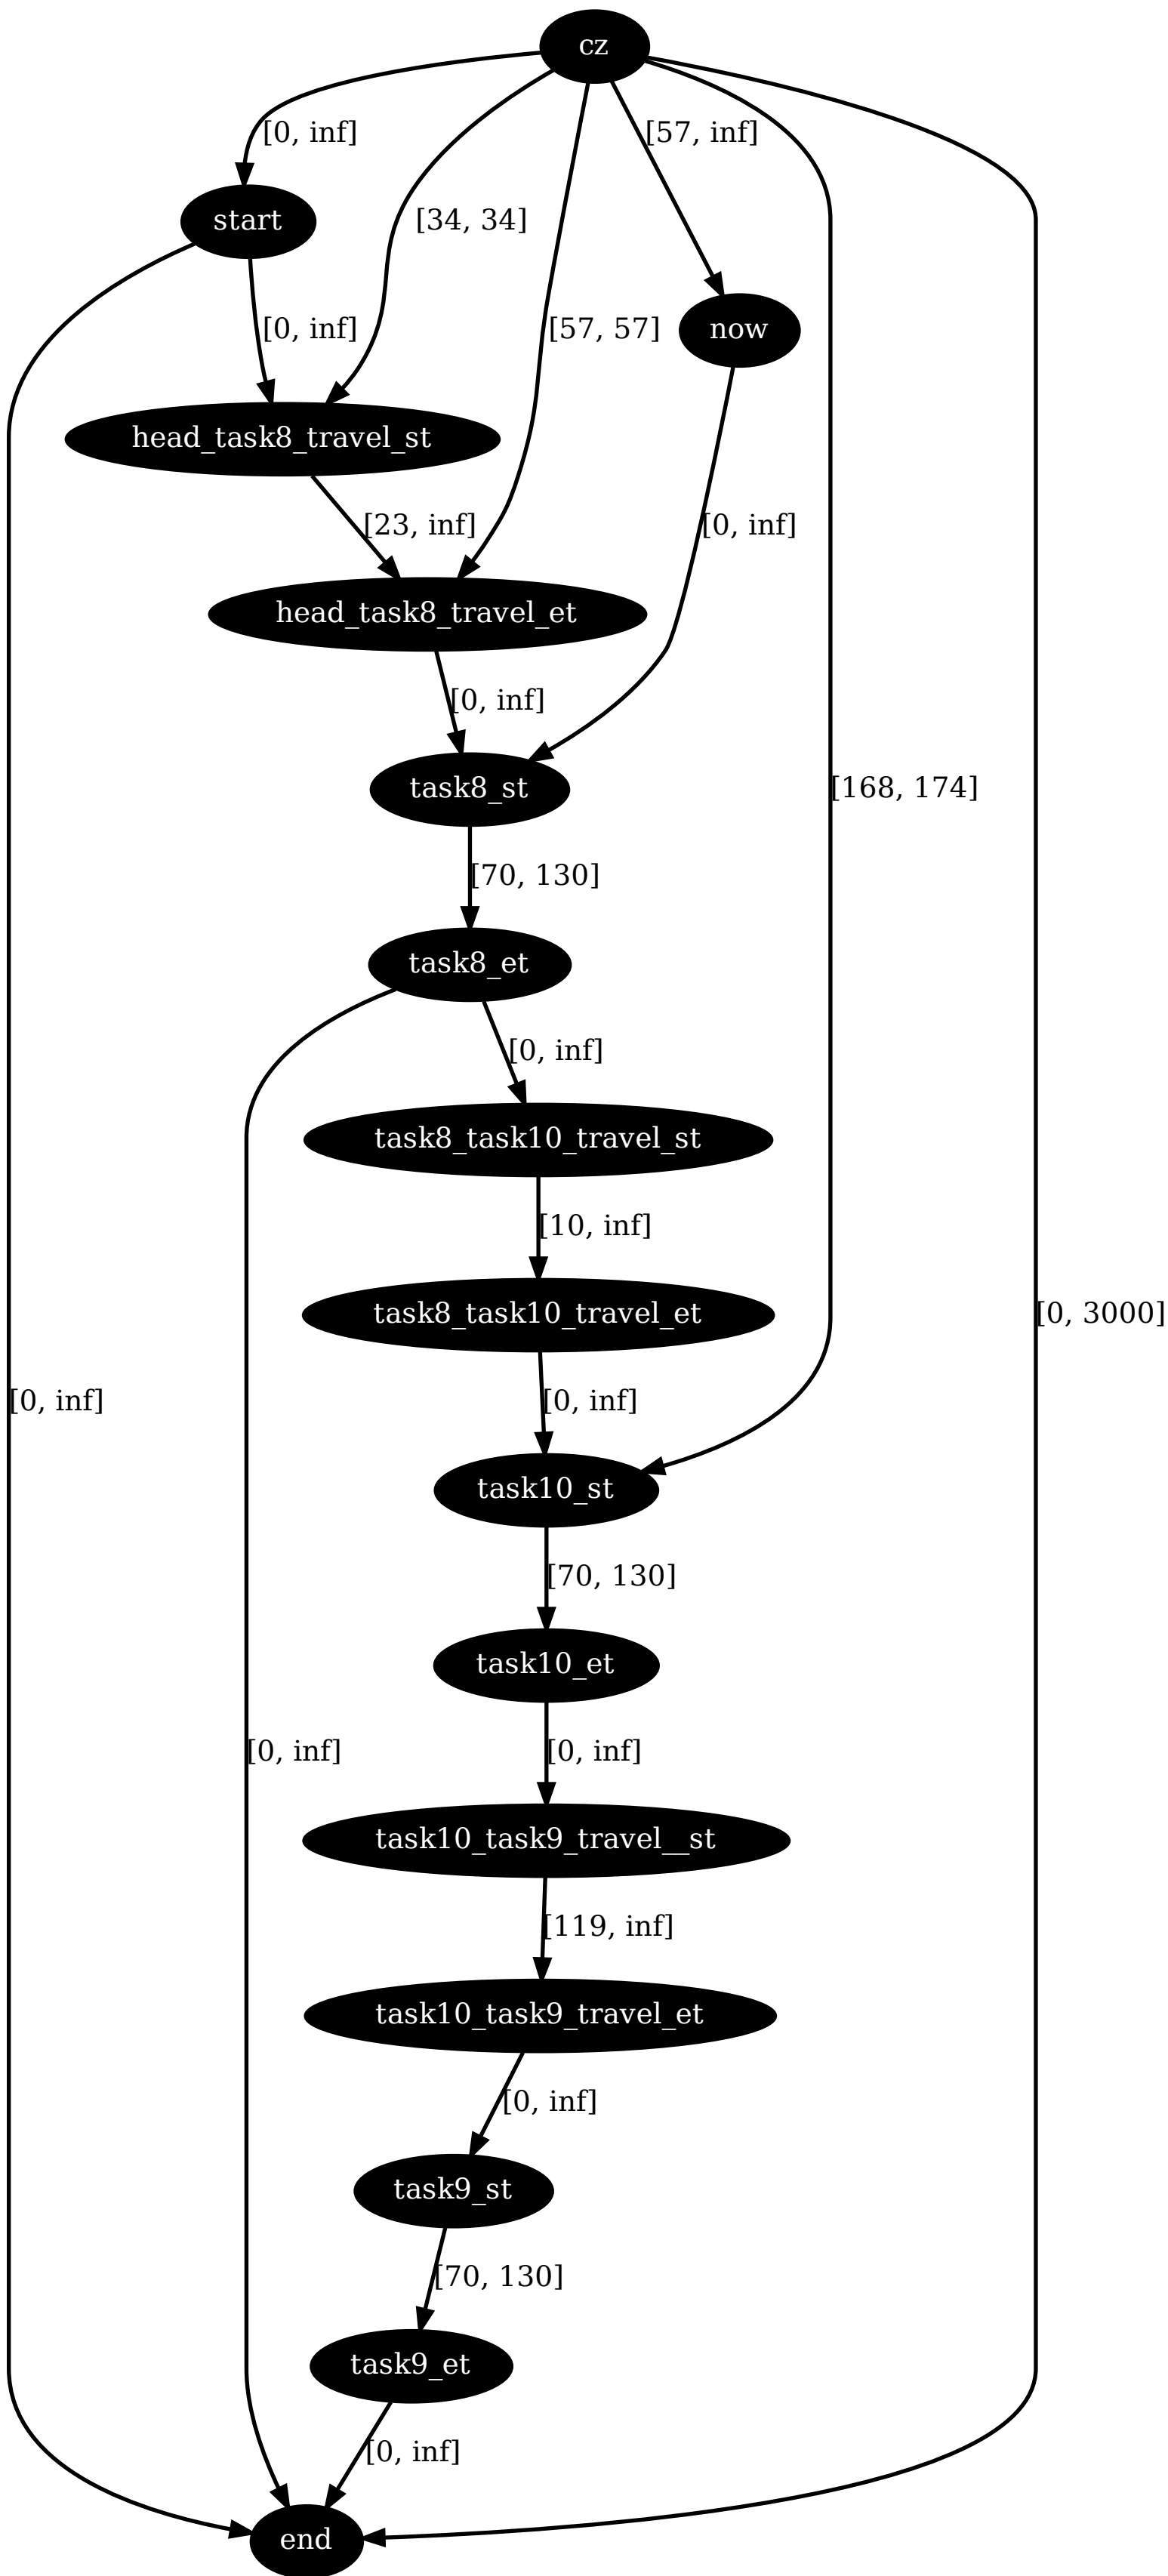 cz
[0, inf]
[57, inf]
start
[34, 34]
[0, inf]
[57, 57]
now
head_task8_travel_st
[23, inf]
[0, inf]
head_task8_travel_et
[0, inf]
task8_st
[168, 174]
[70, 130]
task8_et
[0, inf]
task8_task10_travel_st
[10, inf]
task8_task10_travel_et
[0, 3000]
[0, inf]
[0, inf]
task10_st
[70, 130]
task10_et
[0, inf]
[0, inf]
task10_task9_travel__st
[119, inf]
task10_task9_travel_et
[0, inf]
task9_st
[70, 130]
task9_et
[0, inf]
end